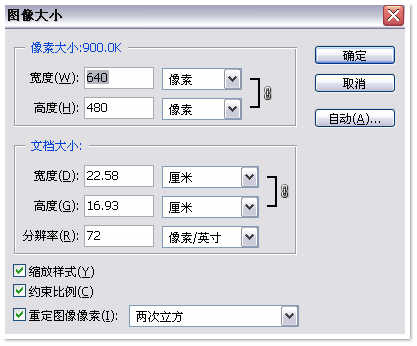 图像大小
像素大小:900.0K
宽度(W): 640 像素
高度(H): 480 像素
文档大小:
宽度(D): 22.58 厘米
高度(G): 16.93 厘米
分辨率(R): 72 像素/英寸
缩放样式(Y)
约束比例(C)
重定图像像素(I): 两次立方
确定
取消
自动(A)...